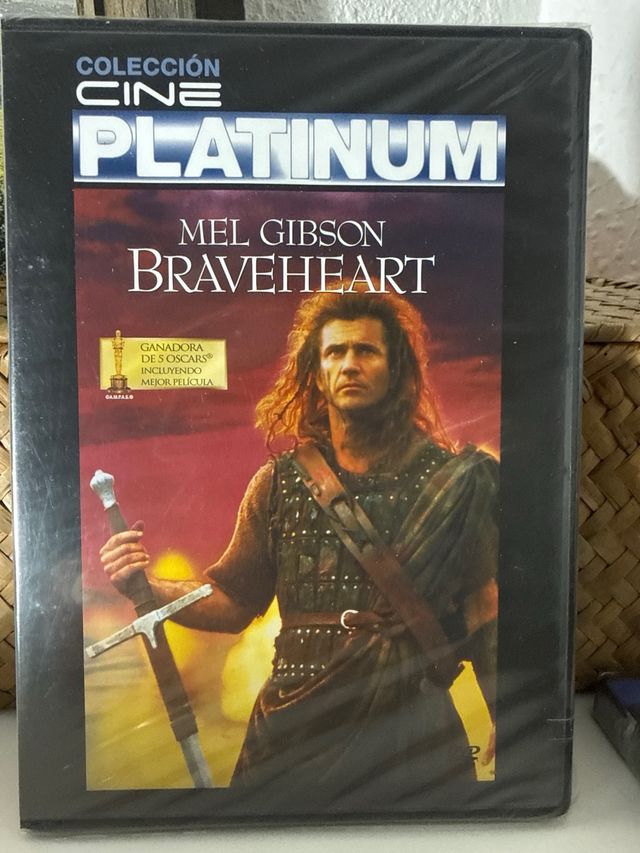 COLECCIÓN
CINE
PLATINUM
MEL GIBSON
BRAVEHEART
GANADORA
DE 5 OSCARS®
INCLUYENDO
MEJOR PELÍCULA
©A.M.P.A.S.®